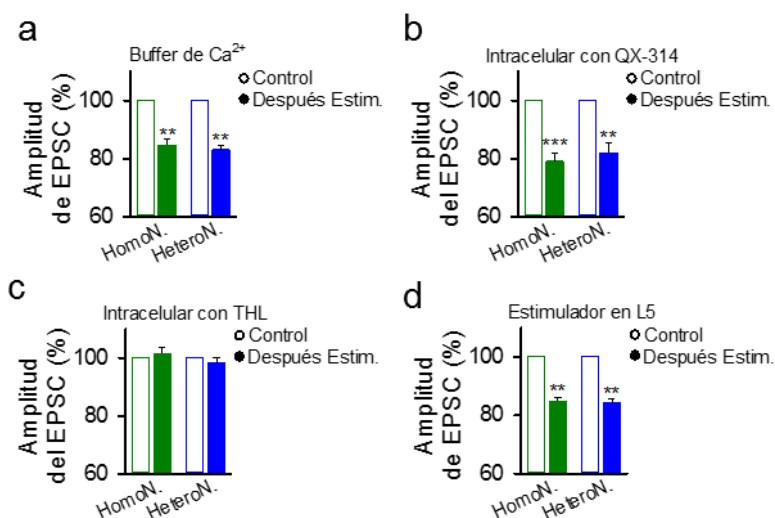 a
Buffer de Ca²⁺
Control
Después Estim.
Amplitud
de EPSC (%)
100
80
60
HomoN.
HeteroN.
**
**
b
Intracelular con QX-314
Control
Después Estim.
Amplitud
del EPSC (%)
100
80
60
HomoN.
HeteroN.
***
**
c
Intracelular con THL
Control
Después Estim.
Amplitud
del EPSC (%)
100
80
60
HomoN.
HeteroN.
d
Estimulador en L5
Control
Después Estim.
Amplitud
de EPSC (%)
100
80
60
HomoN.
HeteroN.
**
**